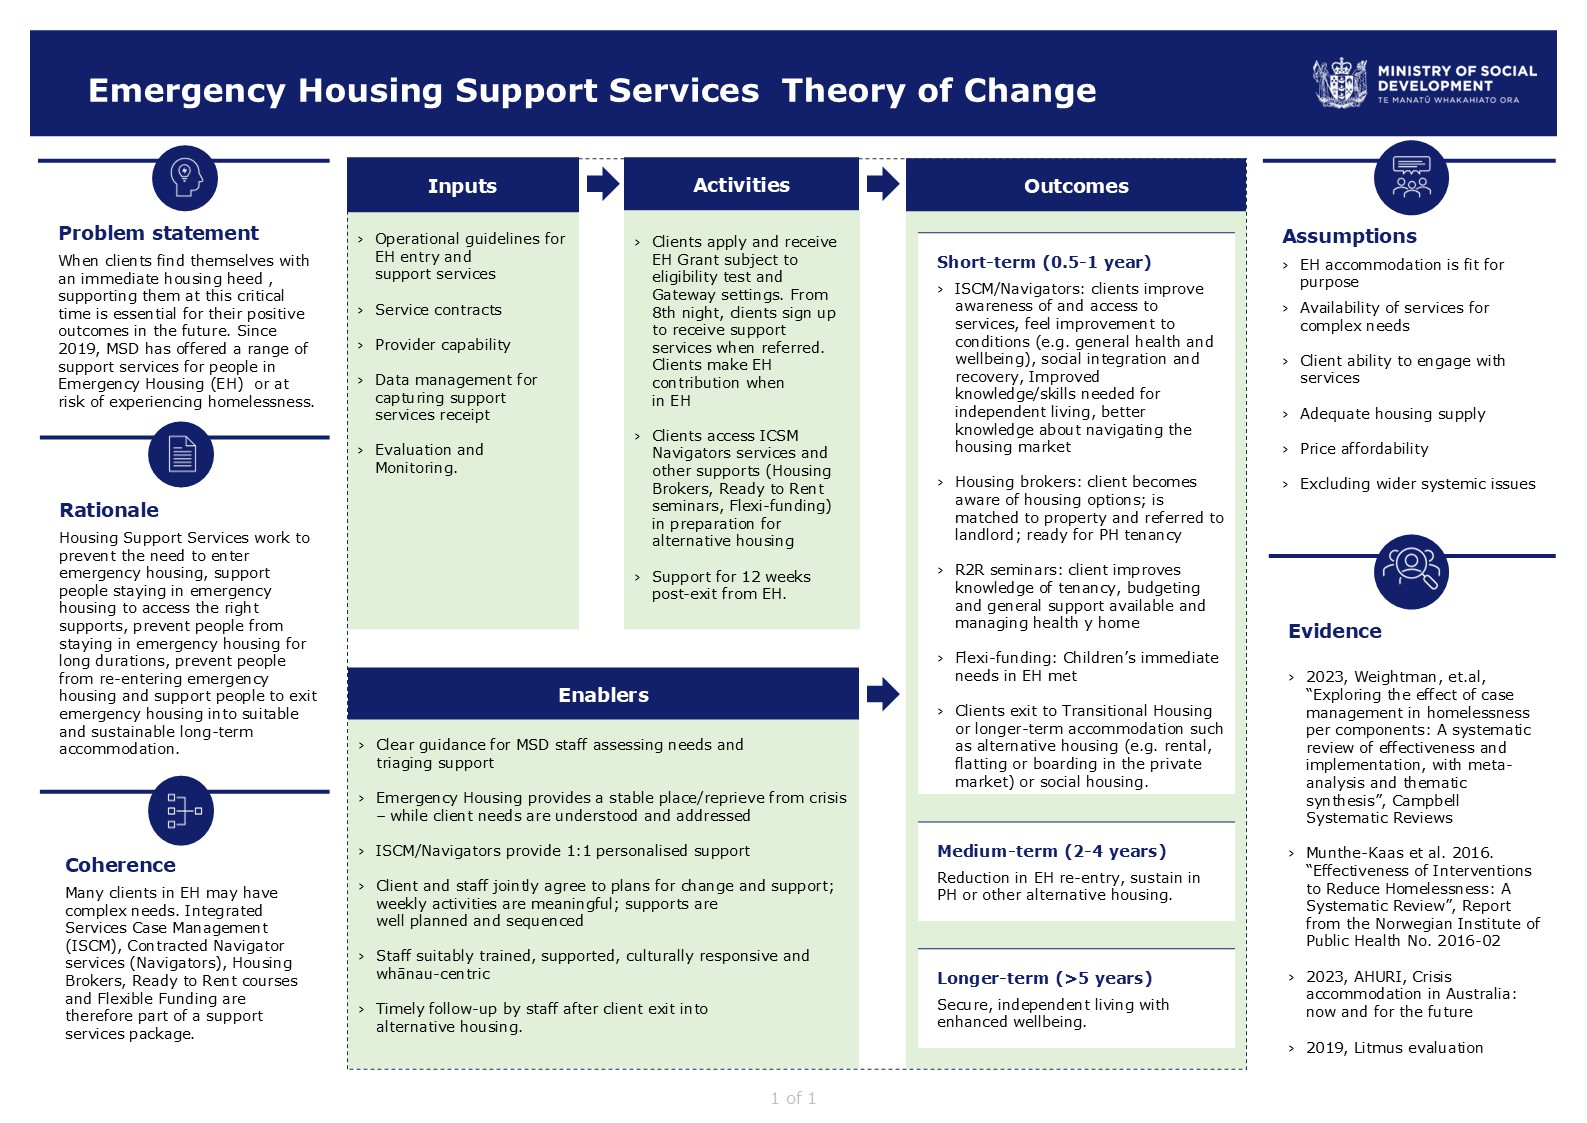 Emergency Housing Support Services  Theory of Change
MINISTRY OF SOCIAL
DEVELOPMENT
TE MANATŪ WHAKAHIATO ORA
Problem statement
When clients find themselves with
an immediate housing heed ,
supporting them at this critical
time is essential for their positive
outcomes in the future. Since
2019, MSD has offered a range of
support services for people in
Emergency Housing (EH)  or at
risk of experiencing homelessness.
Rationale
Housing Support Services work to
prevent the need to enter
emergency housing, support
people staying in emergency
housing to access the right
supports, prevent people from
staying in emergency housing for
long durations, prevent people
from re-entering emergency
housing and support people to exit
emergency housing into suitable
and sustainable long-term
accommodation.
Coherence
Many clients in EH may have
complex needs. Integrated
Services Case Management
(ISCM), Contracted Navigator
services (Navigators), Housing
Brokers, Ready to Rent courses
and Flexible Funding are
therefore part of a support
services package.
Inputs
› Operational guidelines for
EH entry and
support services
› Service contracts
› Provider capability
› Data management for
capturing support
services receipt
› Evaluation and
Monitoring.
Activities
› Clients apply and receive
EH Grant subject to
eligibility test and
Gateway settings. From
8th night, clients sign up
to receive support
services when referred.
Clients make EH
contribution when
in EH
› Clients access ICSM
Navigators services and
other supports (Housing
Brokers, Ready to Rent
seminars, Flexi-funding)
in preparation for
alternative housing
› Support for 12 weeks
post-exit from EH.
Enablers
› Clear guidance for MSD staff assessing needs and
triaging support
› Emergency Housing provides a stable place/reprieve from crisis
– while client needs are understood and addressed
› ISCM/Navigators provide 1:1 personalised support
› Client and staff jointly agree to plans for change and support;
weekly activities are meaningful; supports are
well planned and sequenced
› Staff suitably trained, supported, culturally responsive and
whānau-centric
› Timely follow-up by staff after client exit into
alternative housing.
Outcomes
Short-term (0.5-1 year)
› ISCM/Navigators: clients improve
awareness of and access to
services, feel improvement to
conditions (e.g. general health and
wellbeing), social integration and
recovery, Improved
knowledge/skills needed for
independent living, better
knowledge about navigating the
housing market
› Housing brokers: client becomes
aware of housing options; is
matched to property and referred to
landlord; ready for PH tenancy
› R2R seminars: client improves
knowledge of tenancy, budgeting
and general support available and
managing health y home
› Flexi-funding: Children’s immediate
needs in EH met
› Clients exit to Transitional Housing
or longer-term accommodation such
as alternative housing (e.g. rental,
flatting or boarding in the private
market) or social housing.
Medium-term (2-4 years)
Reduction in EH re-entry, sustain in
PH or other alternative housing.
Longer-term (>5 years)
Secure, independent living with
enhanced wellbeing.
Assumptions
› EH accommodation is fit for
purpose
› Availability of services for
complex needs
› Client ability to engage with
services
› Adequate housing supply
› Price affordability
› Excluding wider systemic issues
Evidence
› 2023, Weightman, et.al,
“Exploring the effect of case
management in homelessness
per components: A systematic
review of effectiveness and
implementation, with meta-
analysis and thematic
synthesis”, Campbell
Systematic Reviews
› Munthe-Kaas et al. 2016.
“Effectiveness of Interventions
to Reduce Homelessness: A
Systematic Review”, Report
from the Norwegian Institute of
Public Health No. 2016-02
› 2023, AHURI, Crisis
accommodation in Australia:
now and for the future
› 2019, Litmus evaluation
1 of 1